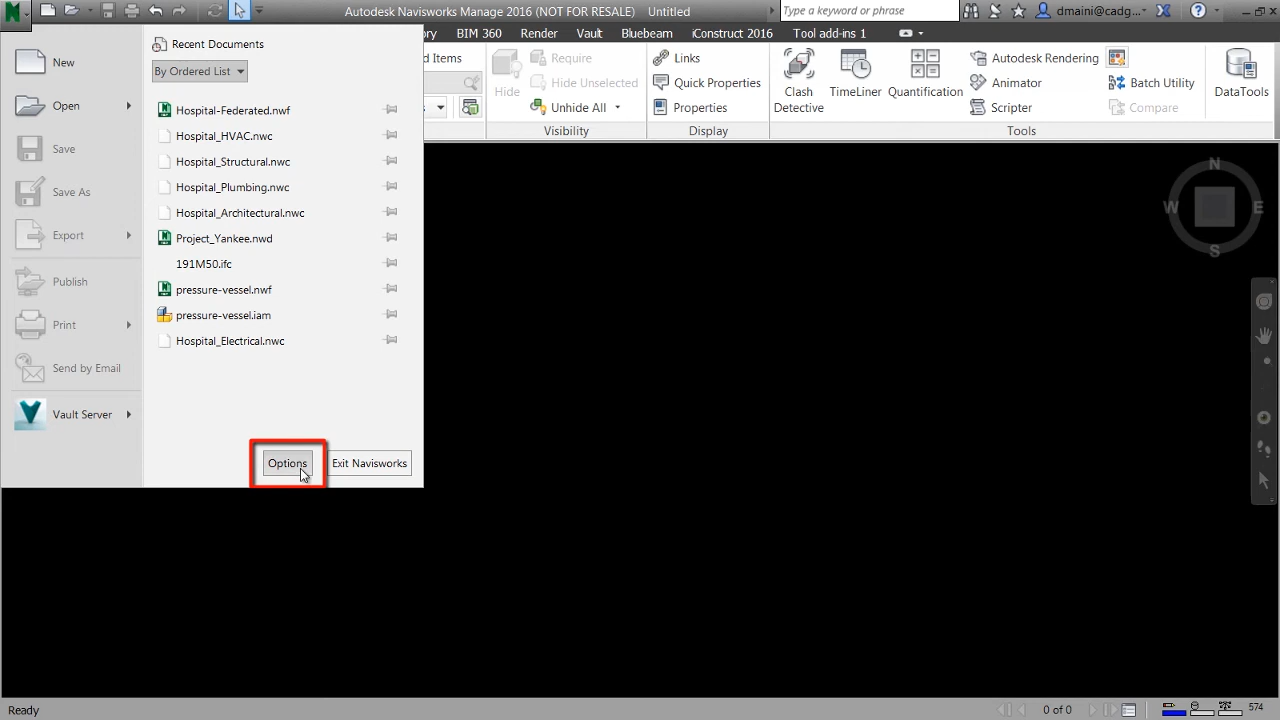 Autodesk Navisworks Manage 2016 (NOT FOR RESALE) Untitled
Type a keyword or phrase
dmaini@cadg...
?
BIM 360
Render
Vault
Bluebeam
iConstruct 2016
Tool add-ins 1
New
Open
Save
Save As
Export
Publish
Print
Send by Email
Vault Server
Recent Documents
By Ordered List
Hospital-Federated.nwf
Hospital_HVAC.nwc
Hospital_Structural.nwc
Hospital_Plumbing.nwc
Hospital_Architectural.nwc
Project_Yankee.nwd
191M50.ifc
pressure-vessel.nwf
pressure-vessel.iam
Hospital_Electrical.nwc
Options
Exit Navisworks
Items
Hide
Require
Hide Unselected
Unhide All
Visibility
Links
Quick Properties
Properties
Display
Clash Detective
TimeLiner
Quantification
Autodesk Rendering
Animator
Scripter
Batch Utility
Compare
Tools
DataTools
N
W
E
S
Ready
0 of 0
574